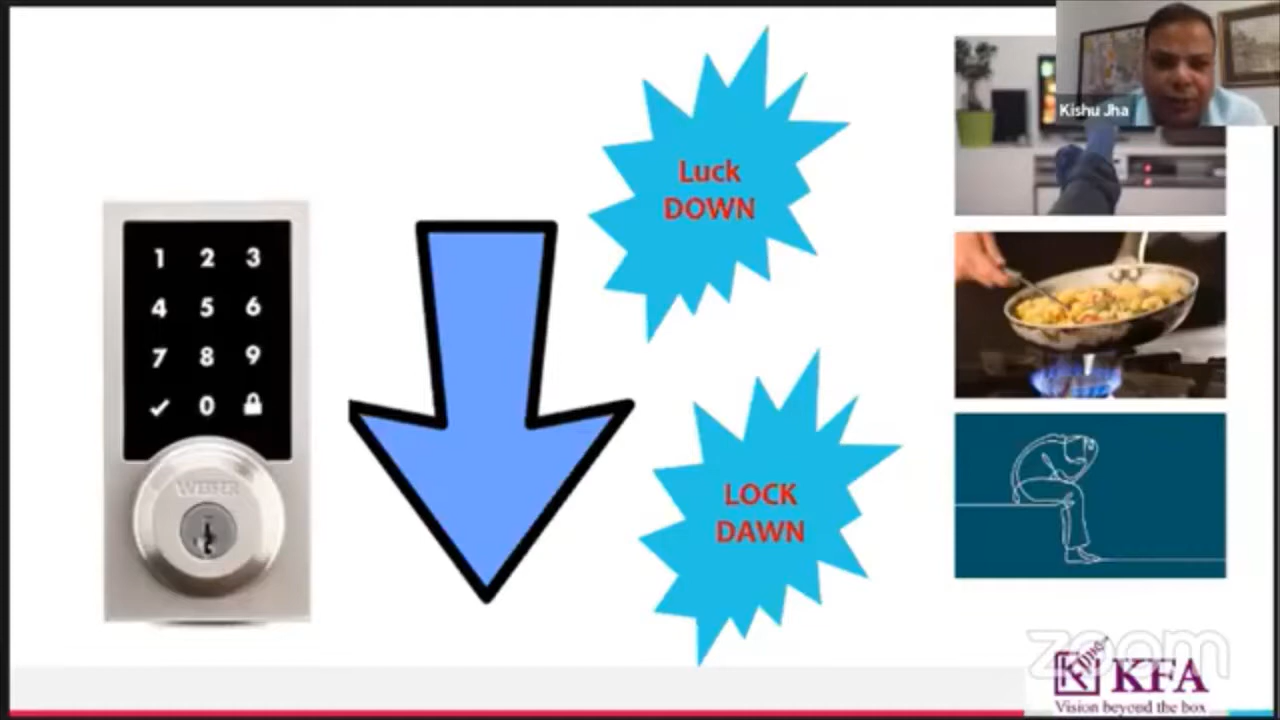 Kishu Jha
Luck
DOWN
1 2 3
4 5 6
7 8 9
0
WEISER
LOCK
DAWN
zoom
KFA
Vision beyond the box